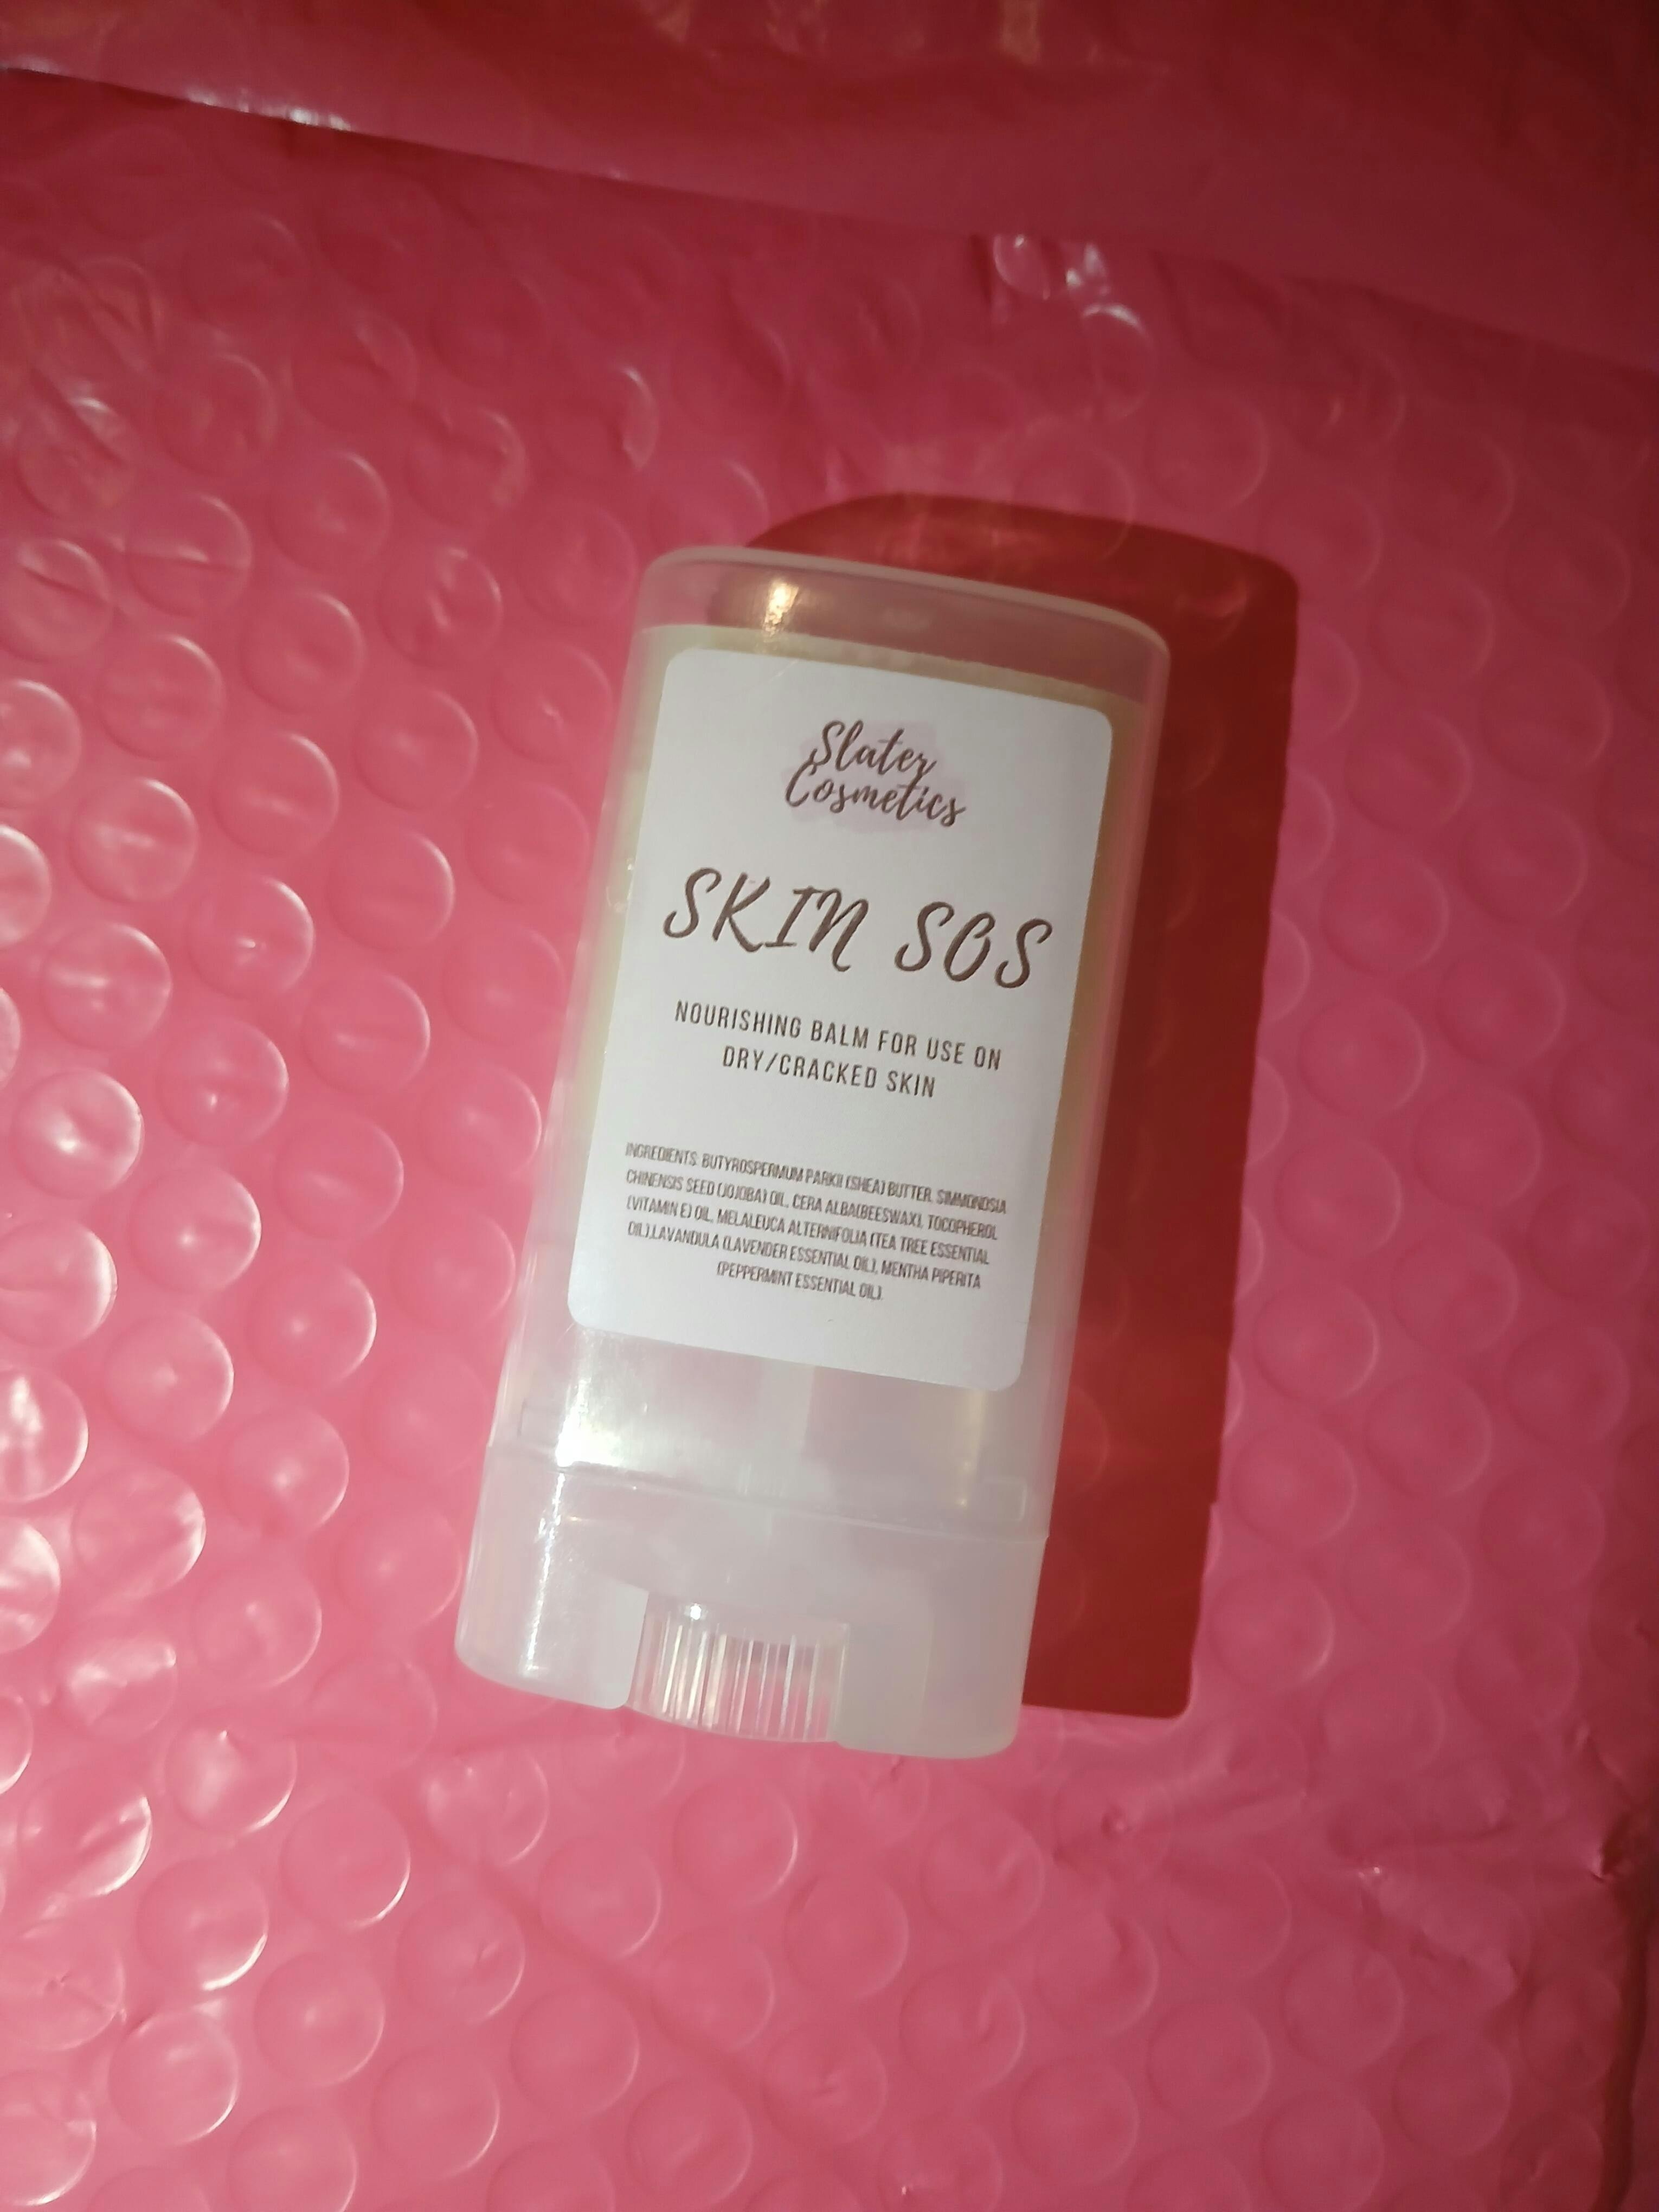 Slater
Cosmetics
SKIN SOS
NOURISHING BALM FOR USE ON
DRY/CRACKED SKIN
INGREDIENTS: BUTYROSPERMUM PARKII (SHEA) BUTTER, SIMMONDSIA
CHINENSIS SEED (JOJOBA) OIL, CERA ALBA(BEESWAX), TOCOPHEROL
(VITAMIN E) OIL, MELALEUCA ALTERNIFOLIA (TEA TREE ESSENTIAL
OIL),LAVANDULA (LAVENDER ESSENTIAL OIL), MENTHA PIPERITA
(PEPPERMINT ESSENTIAL OIL).